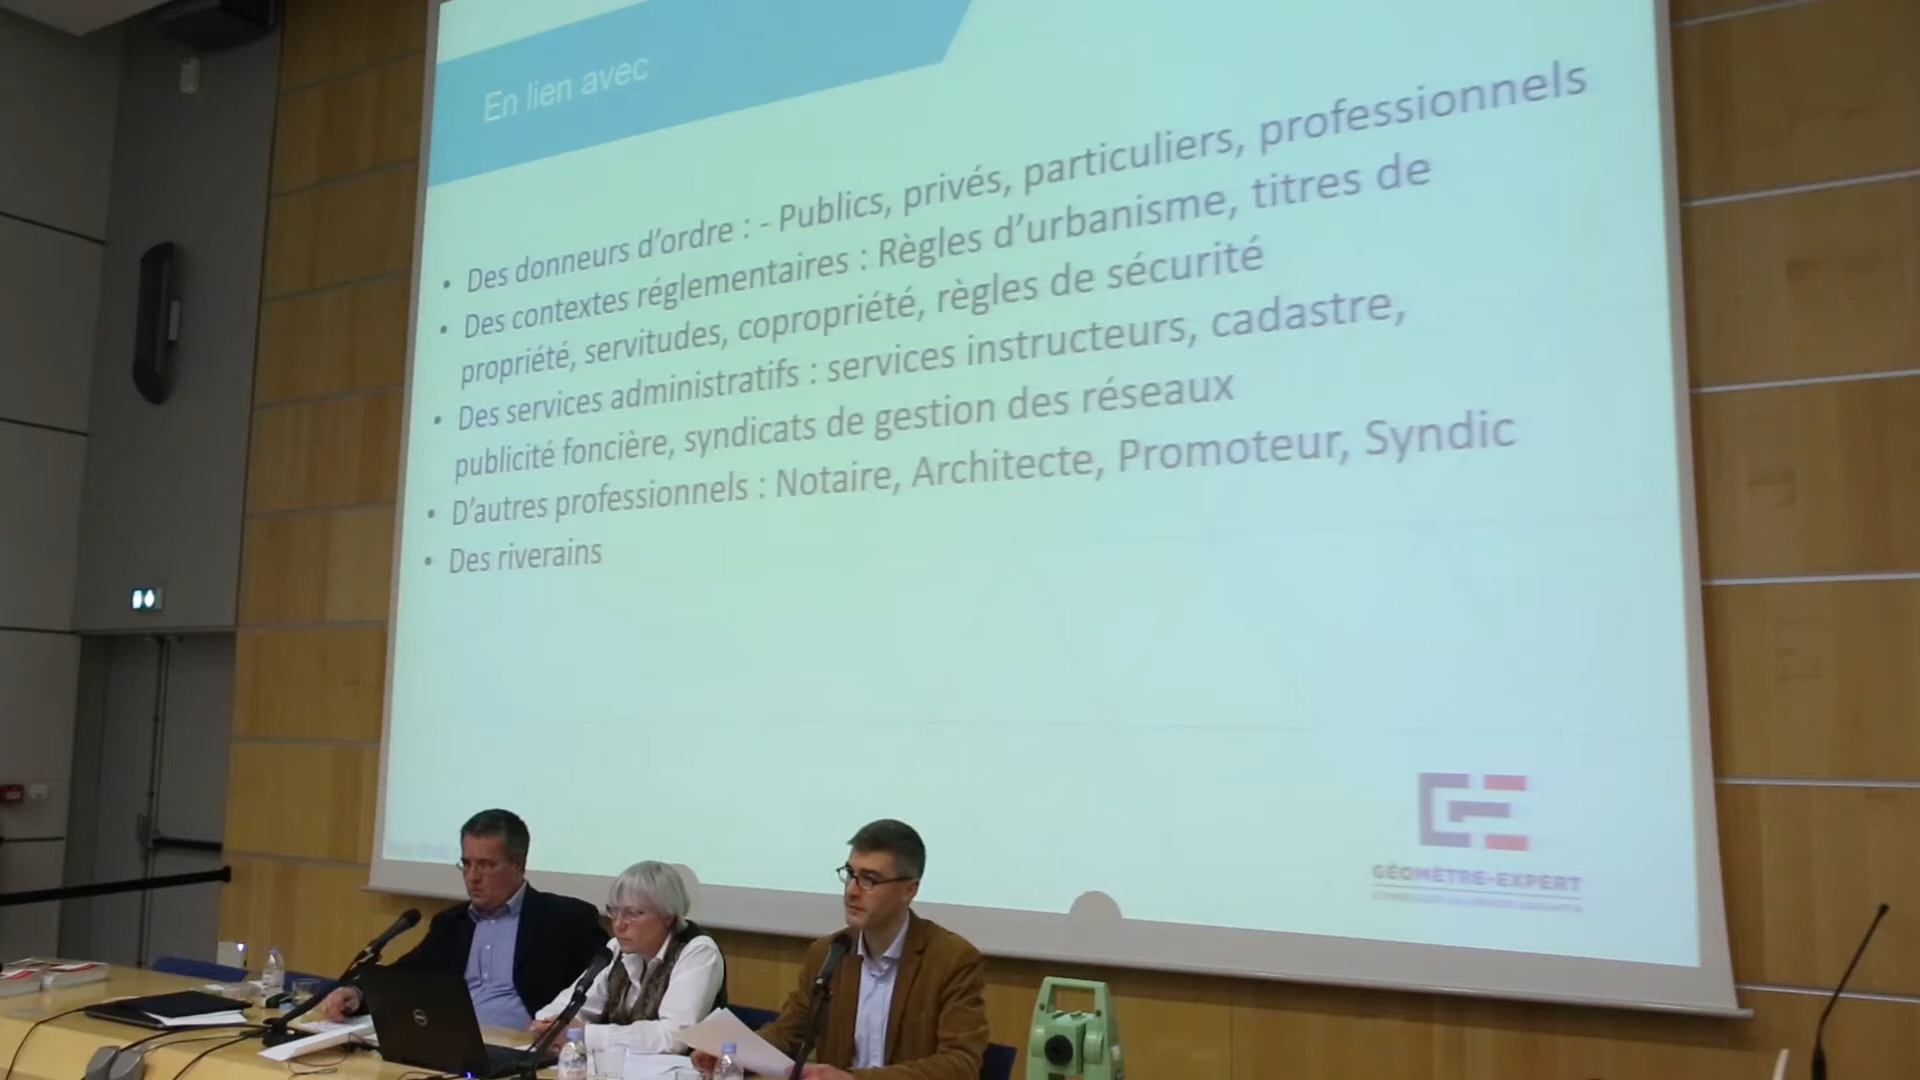 En lien avec
• Des donneurs d'ordre : - Publics, privés, particuliers, professionnels
• Des contextes réglementaires : Règles d'urbanisme, titres de
propriété, servitudes, copropriété, règles de sécurité
• Des services administratifs : services instructeurs, cadastre,
publicité foncière, syndicats de gestion des réseaux
• D'autres professionnels : Notaire, Architecte, Promoteur, Syndic
• Des riverains
GÉOMÈTRE-EXPERT
DELL